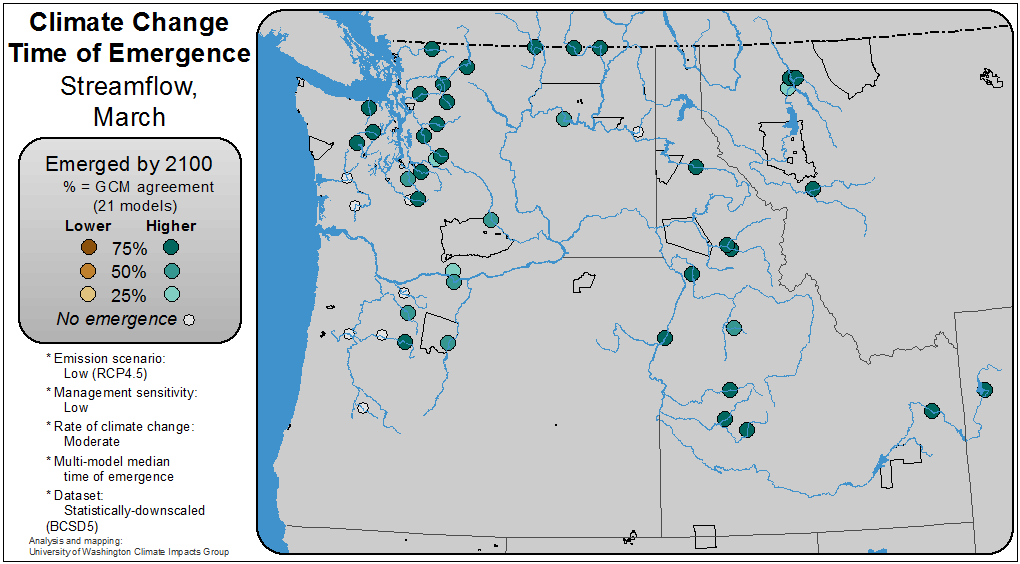 Climate Change
Time of Emergence
Streamflow,
March
Emerged by 2100
% = GCM agreement
(21 models)
Lower Higher
75%
50%
25%
No emergence
* Emission scenario:
Low (RCP4.5)
* Management sensitivity:
Low
* Rate of climate change:
Moderate
* Multi-model median
time of emergence
* Dataset:
Statistically-downscaled
(BCSD5)
Analysis and mapping:
University of Washington Climate Impacts Group